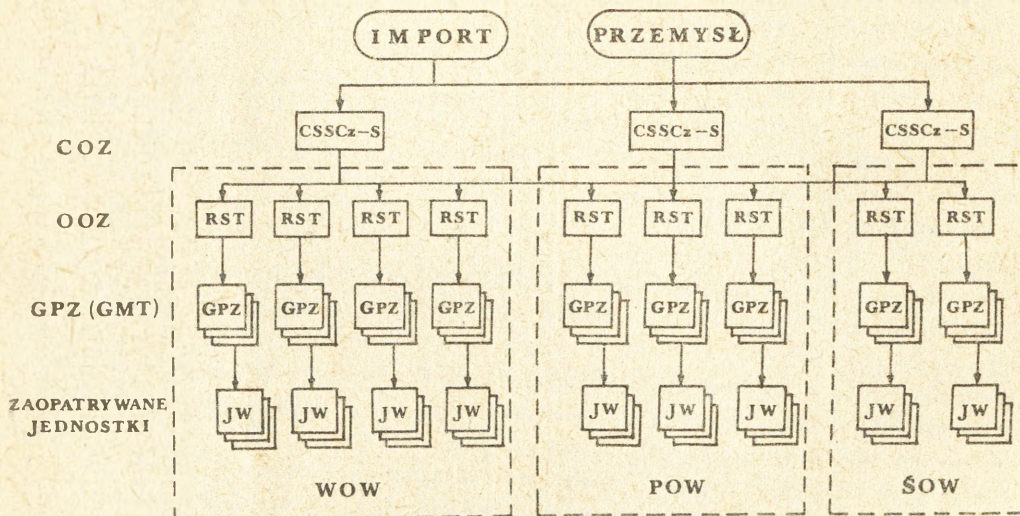 IMPORT PRZEMYSŁ
COZ CSSCz-S CSSCz-S CSSCz-S
OOZ RST RST RST RST RST RST RST RST RST
GPZ (GMT) GPZ GPZ GPZ GPZ GPZ GPZ GPZ GPZ GPZ
ZAOPATRYWANE
JEDNOSTKI JW JW JW JW JW JW JW JW JW
WOW POW ŚOW